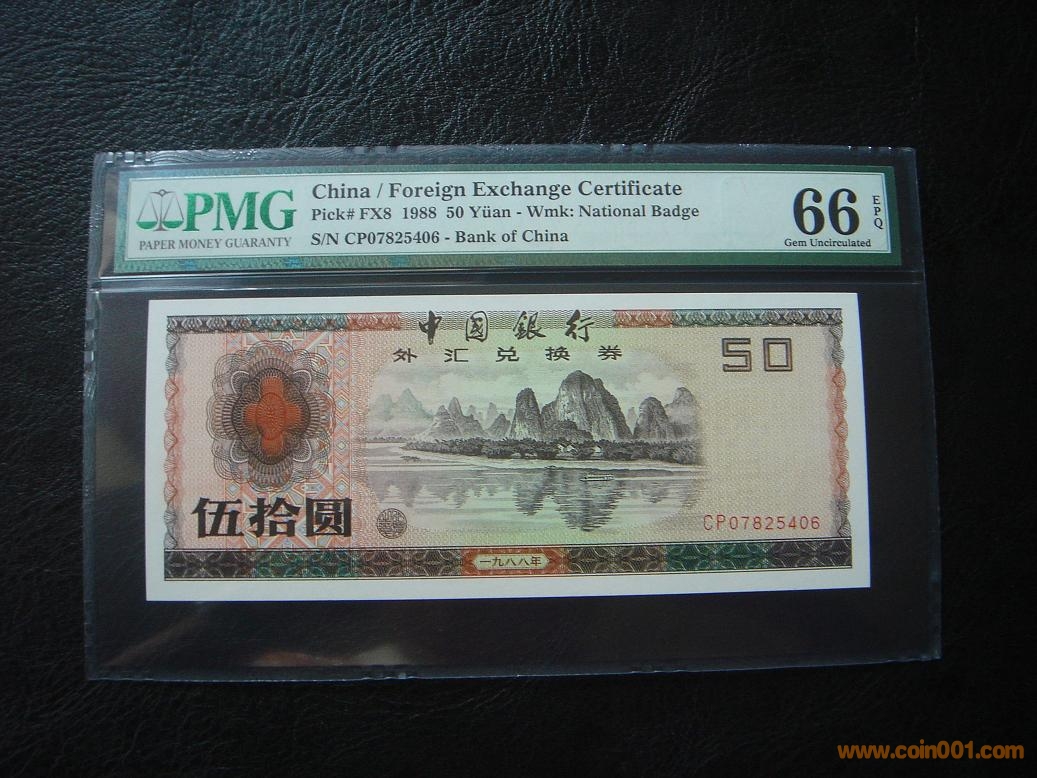 PMG
PAPER MONEY GUARANTY
China / Foreign Exchange Certificate
Pick# FX8 1988 50 Yüan - Wmk: National Badge
S/N CP07825406 - Bank of China
66 EPQ
Gem Uncirculated
中國銀行
外汇兑换券
50
伍拾圆
CP07825406
一九八八年
www.coin001.com